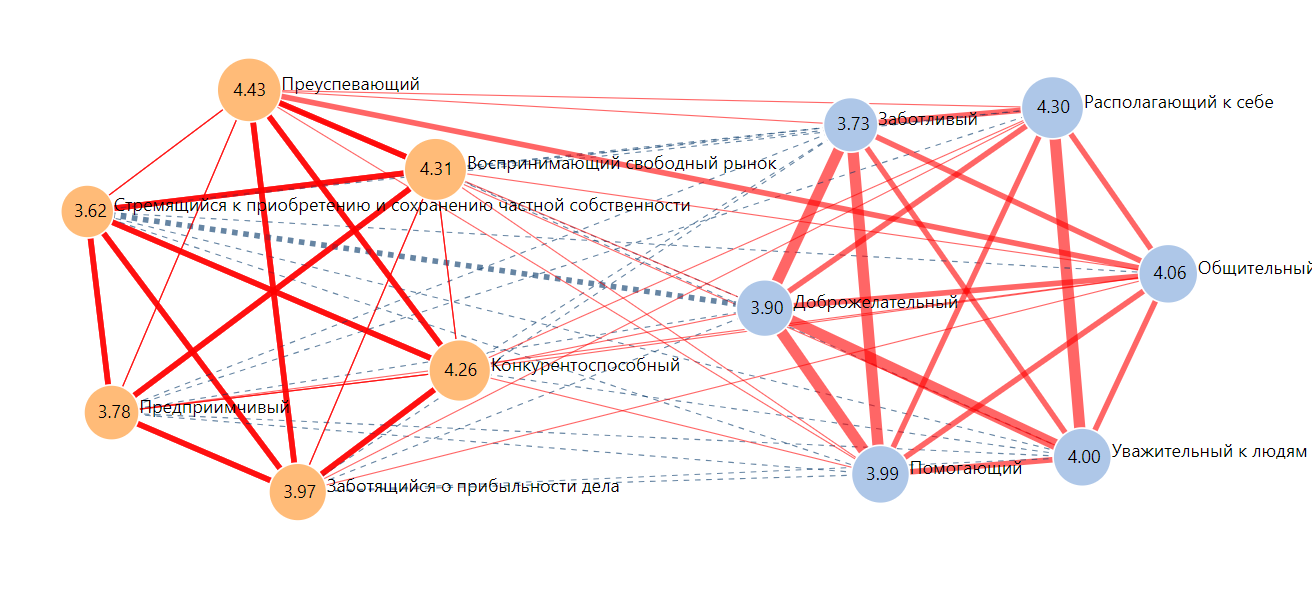 4.43 Преуспевающий
3.73 Заботливый
4.30 Располагающий к себе
4.31 Воспринимающий свободный рынок
3.62 Стремящийся к приобретению и сохранению частной собственности
4.06 Общительный
3.90 Доброжелательный
4.26 Конкурентоспособный
3.78 Предприимчивый
4.00 Уважительный к людям
3.99 Помогающий
3.97 Заботящийся о прибыльности дела